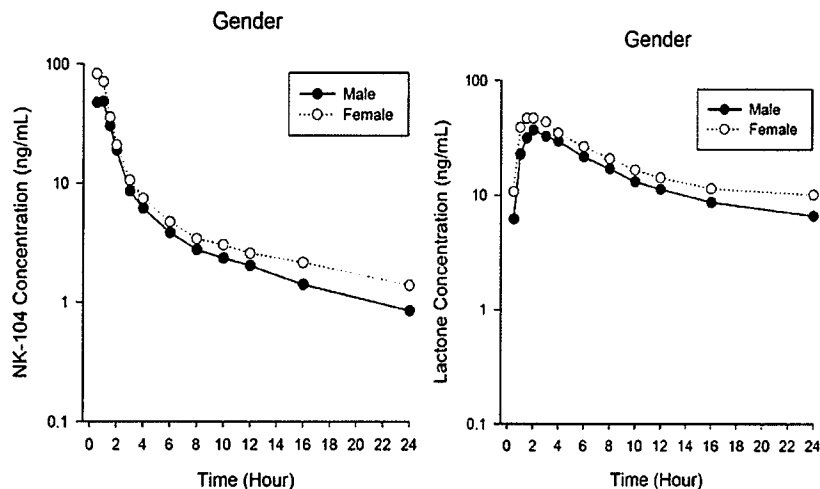 Gender
100
10
1
0.1
NK-104 Concentration (ng/mL)
Male
Female
0 2 4 6 8 10 12 14 16 18 20 22 24
Time (Hour)
Gender
100
10
1
0.1
Lactone Concentration (ng/mL)
Male
Female
0 2 4 6 8 10 12 14 16 18 20 22 24
Time (Hour)